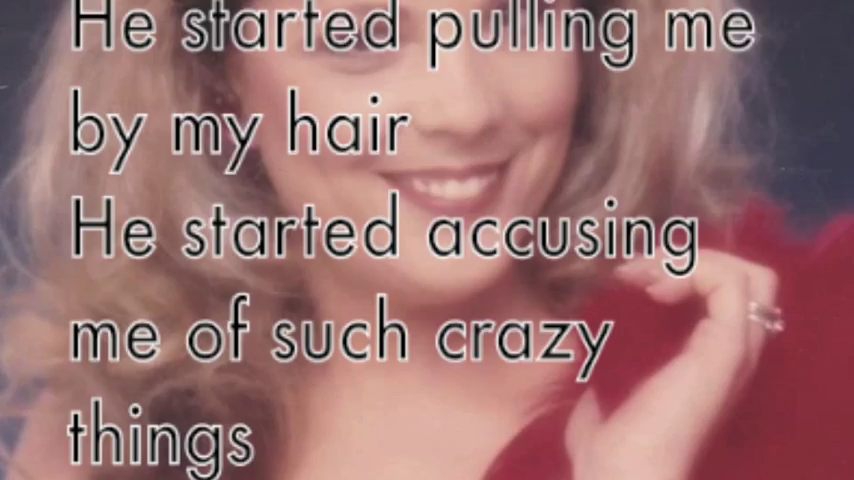 He started pulling me
by my hair
He started accusing
me of such crazy
things